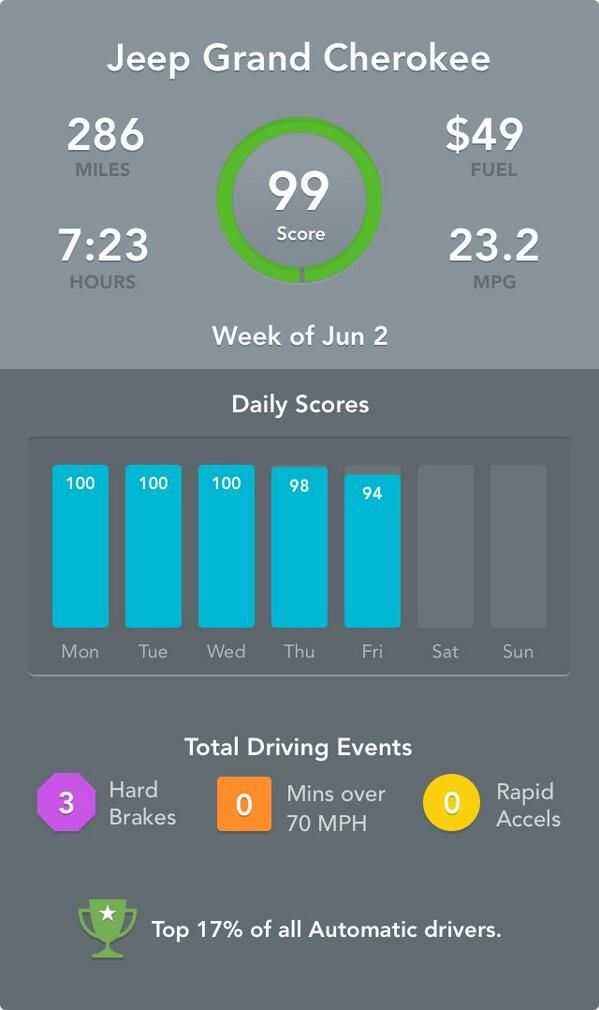 Jeep Grand Cherokee
286
MILES
99
Score
$49
FUEL
7:23
HOURS
23.2
MPG
Week of Jun 2
Daily Scores
100 100 100 98 94
Mon Tue Wed Thu Fri Sat Sun
Total Driving Events
3 Hard
Brakes
0 Mins over
70 MPH
0 Rapid
Accels
Top 17% of all Automatic drivers.